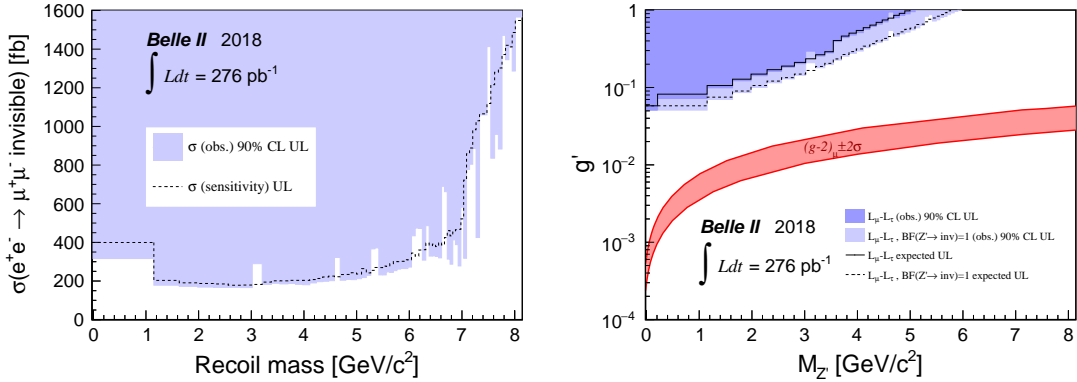 σ(e⁺e⁻ → μ⁺μ⁻ invisible) [fb]
1600
1400
1200
1000
800
600
400
200
0
Belle II 2018
∫ Ldt = 276 pb⁻¹
σ (obs.) 90% CL UL
σ (sensitivity) UL
0 1 2 3 4 5 6 7 8
Recoil mass [GeV/c²]
g'
1
10⁻¹
10⁻²
10⁻³
10⁻⁴
(g-2)μ±2σ
Belle II 2018
∫ Ldt = 276 pb⁻¹
Lμ-Lτ (obs.) 90% CL UL
Lμ-Lτ , BF(Z'→ inv)=1 (obs.) 90% CL UL
Lμ-Lτ expected UL
Lμ-Lτ , BF(Z'→ inv)=1 expected UL
0 1 2 3 4 5 6 7 8
M_Z' [GeV/c²]